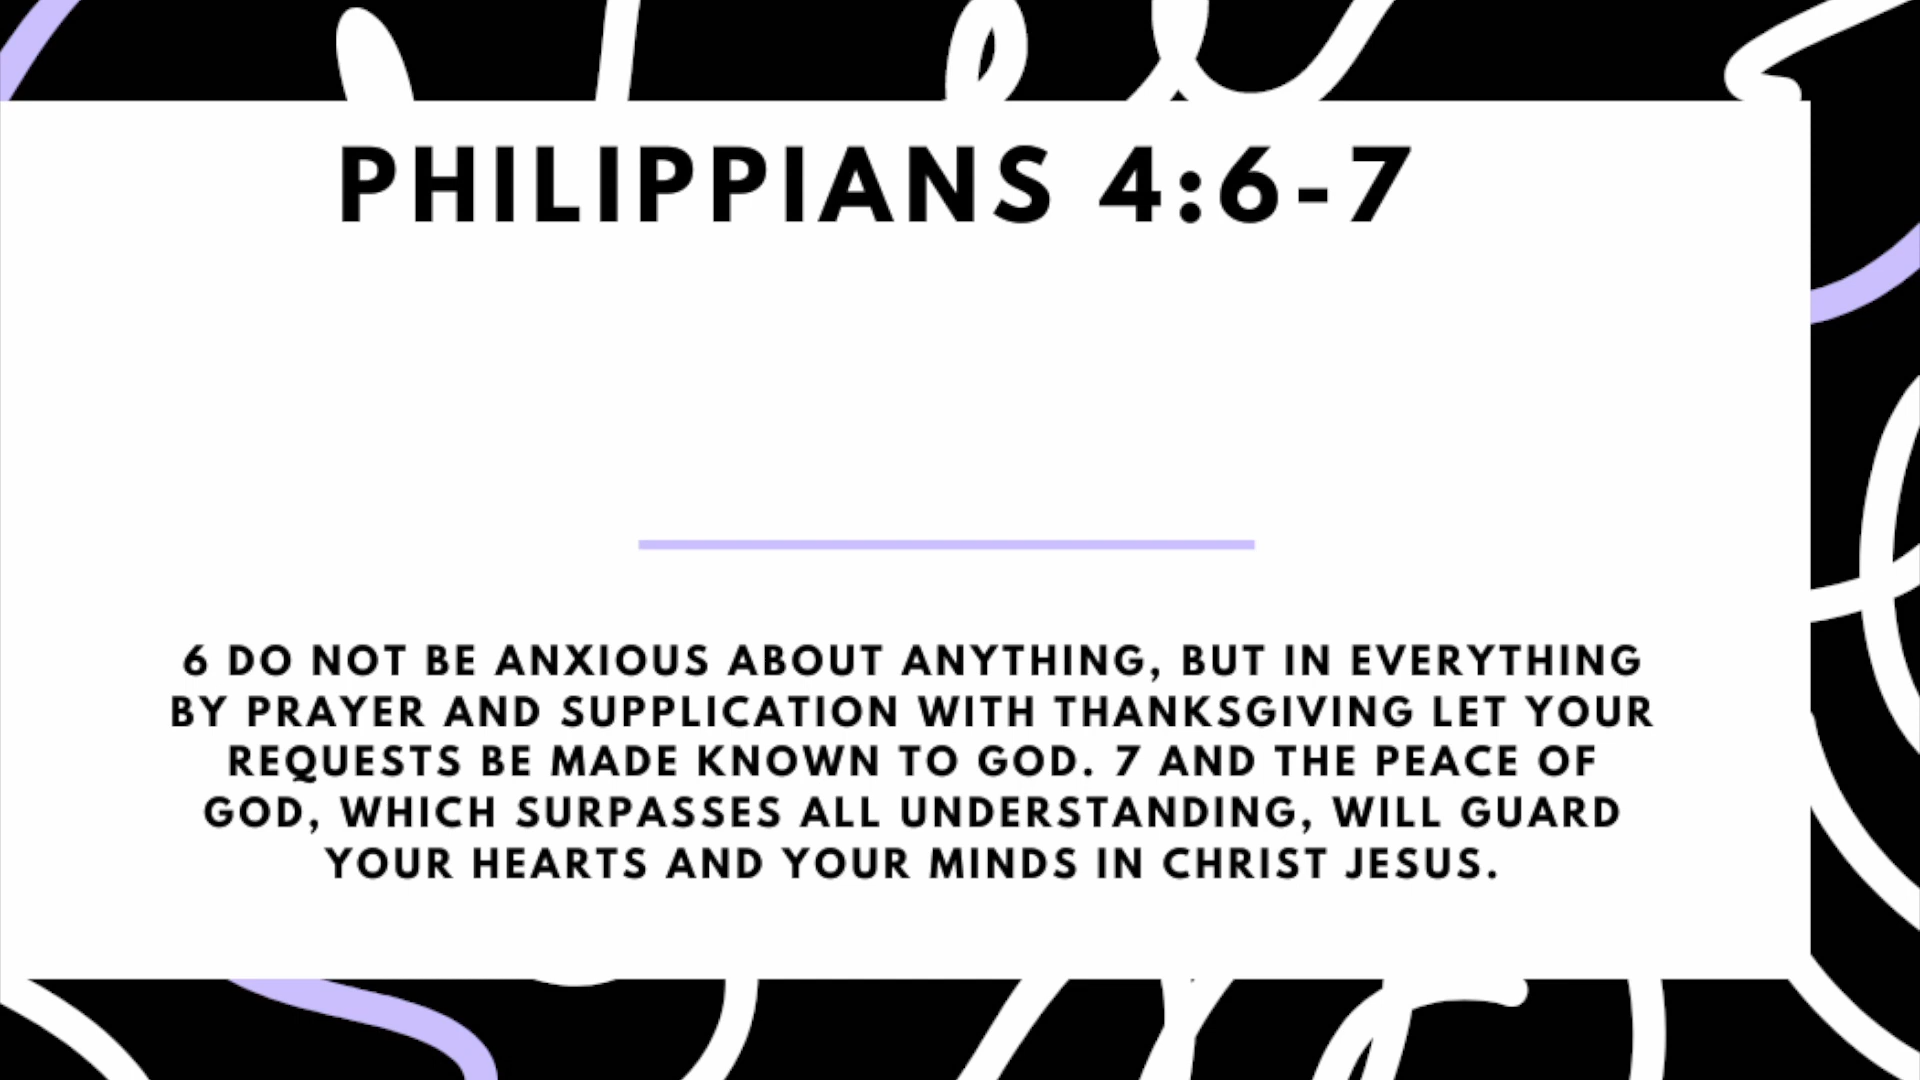 PHILIPPIANS 4:6-7
6 DO NOT BE ANXIOUS ABOUT ANYTHING, BUT IN EVERYTHING
BY PRAYER AND SUPPLICATION WITH THANKSGIVING LET YOUR
REQUESTS BE MADE KNOWN TO GOD. 7 AND THE PEACE OF
GOD, WHICH SURPASSES ALL UNDERSTANDING, WILL GUARD
YOUR HEARTS AND YOUR MINDS IN CHRIST JESUS.